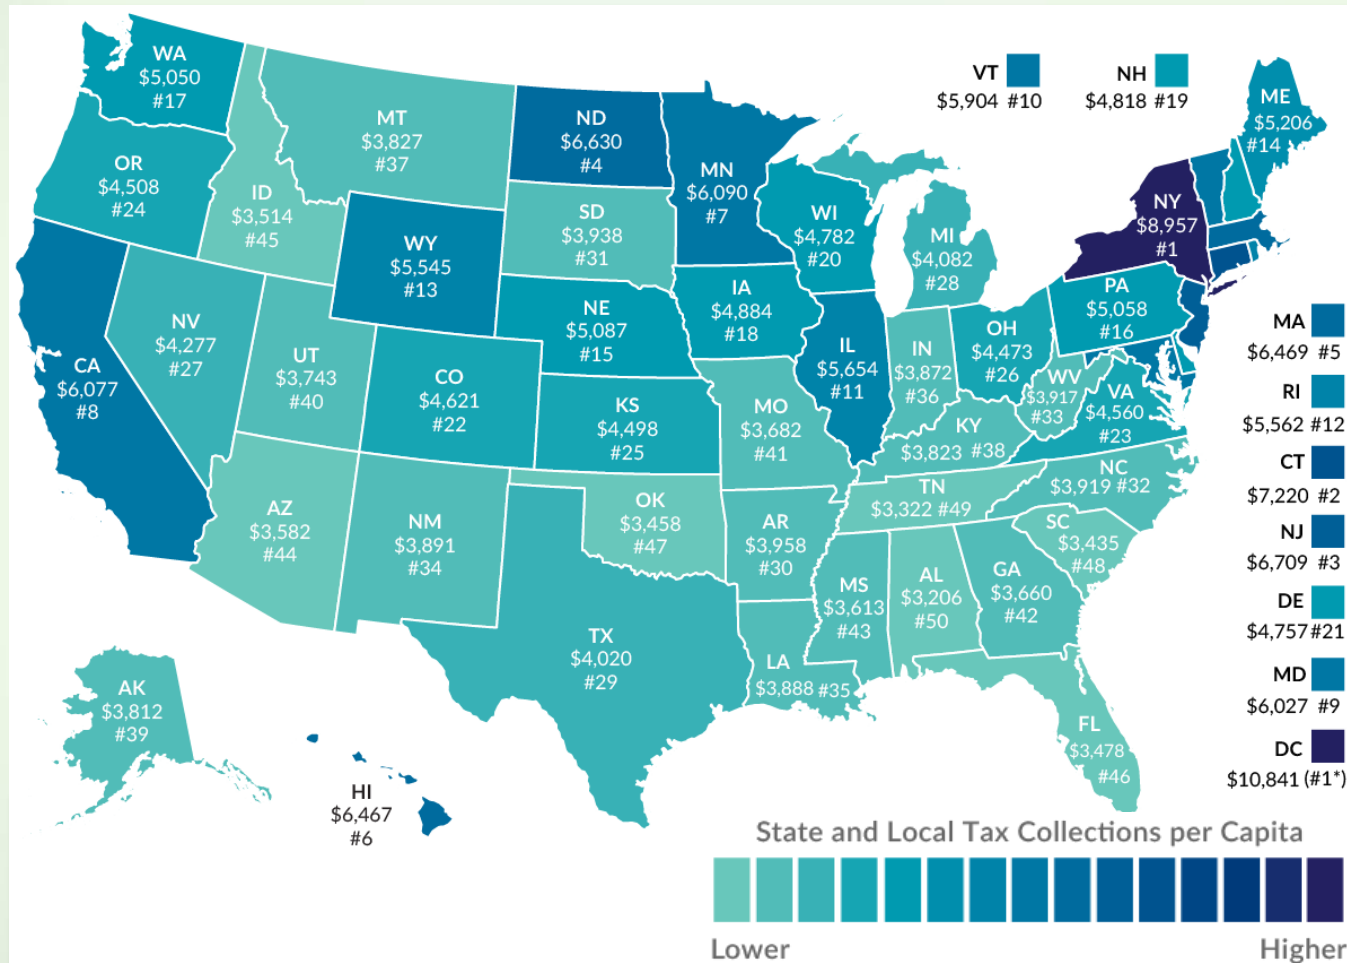 WA
$5,050
#17
OR
$4,508
#24
CA
$6,077
#8
NV
$4,277
#27
ID
$3,514
#45
MT
$3,827
#37
WY
$5,545
#13
UT
$3,743
#40
AZ
$3,582
#44
CO
$4,621
#22
NM
$3,891
#34
ND
$6,630
#4
SD
$3,938
#31
NE
$5,087
#15
KS
$4,498
#25
OK
$3,458
#47
TX
$4,020
#29
MN
$6,090
#7
IA
$4,884
#18
MO
$3,682
#41
AR
$3,958
#30
LA
$3,888 #35
WI
$4,782
#20
IL
$5,654
#11
MI
$4,082
#28
IN
$3,872
#36
OH
$4,473
#26
KY
$3,823 #38
TN
$3,322 #49
MS
$3,613
#43
AL
$3,206
#50
GA
$3,660
#42
FL
$3,478
#46
SC
$3,435
#48
NC
$3,919 #32
VA
$4,560
#23
WV
$3,917
#33
PA
$5,058
#16
NY
$8,957
#1
VT
$5,904 #10
NH
$4,818 #19
ME
$5,206
#14
MA
$6,469 #5
RI
$5,562 #12
CT
$7,220 #2
NJ
$6,709 #3
DE
$4,757 #21
MD
$6,027 #9
DC
$10,841 (#1*)
AK
$3,812
#39
HI
$6,467
#6
State and Local Tax Collections per Capita
Lower
Higher